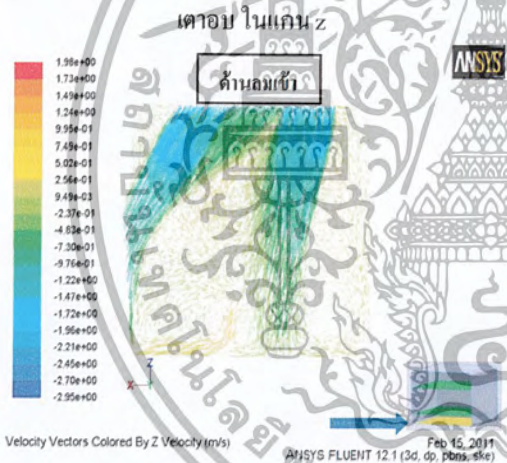 เตาอบ ในแกน z
ANSYS
ด้านลมเข้า
1.98e+00
1.73e+00
1.49e+00
1.24e+00
9.95e-01
7.49e-01
5.02e-01
2.56e-01
9.49e-03
-2.37e-01
-4.83e-01
-7.30e-01
-9.76e-01
-1.22e+00
-1.47e+00
-1.72e+00
-1.96e+00
-2.21e+00
-2.45e+00
-2.70e+00
-2.95e+00
Z
X
Velocity Vectors Colored By Z Velocity (m/s)
Feb 15, 2011
ANSYS FLUENT 12.1 (3d, dp, pbns, ske)